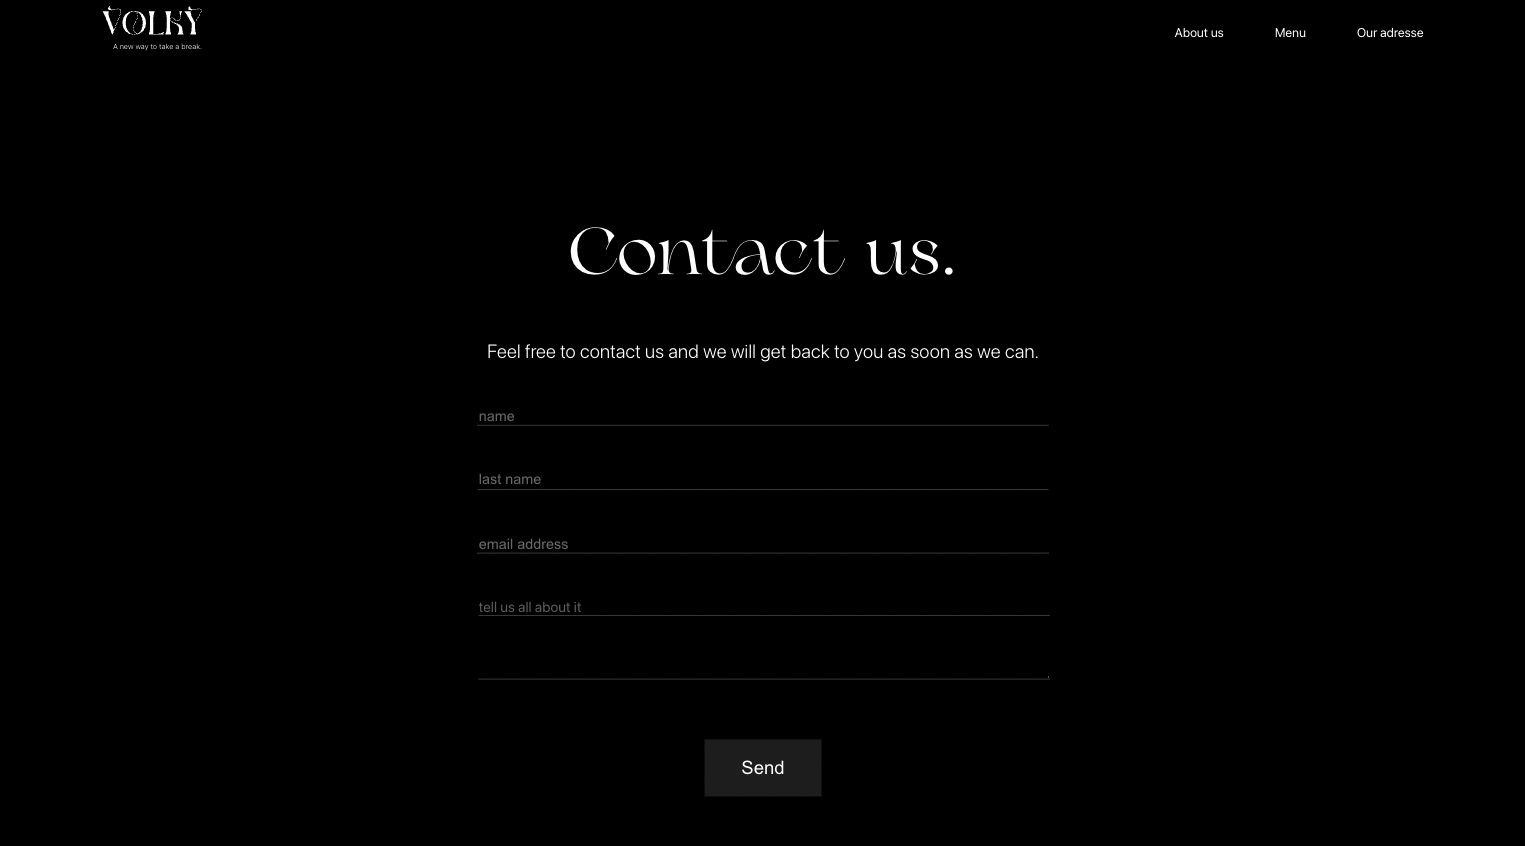 VOLKY
A new way to take a break.
About us
Menu
Our adresse
Contact us.
Feel free to contact us and we will get back to you as soon as we can.
name
last name
email address
tell us all about it
Send